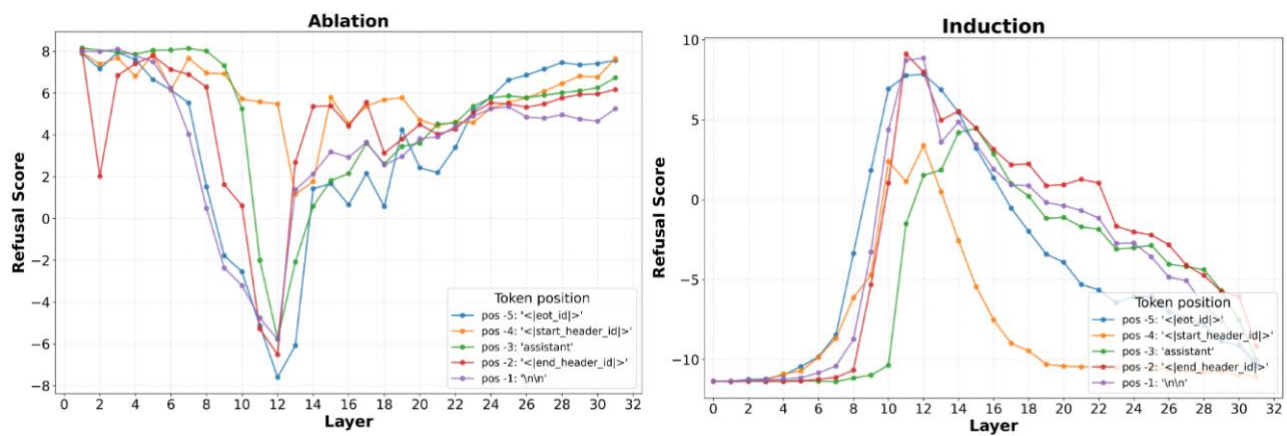 Ablation
Refusal Score
8
6
4
2
0
−2
−4
−6
−8
0 2 4 6 8 10 12 14 16 18 20 22 24 26 28 30 32
Layer
Token position
pos -5: '<|eot_id|>'
pos -4: '<|start_header_id|>'
pos -3: 'assistant'
pos -2: '<|end_header_id|>'
pos -1: '\n\n'
Induction
Refusal Score
10
5
0
−5
−10
0 2 4 6 8 10 12 14 16 18 20 22 24 26 28 30 32
Layer
Token position
pos -5: '<|eot_id|>'
pos -4: '<|start_header_id|>'
pos -3: 'assistant'
pos -2: '<|end_header_id|>'
pos -1: '\n\n'